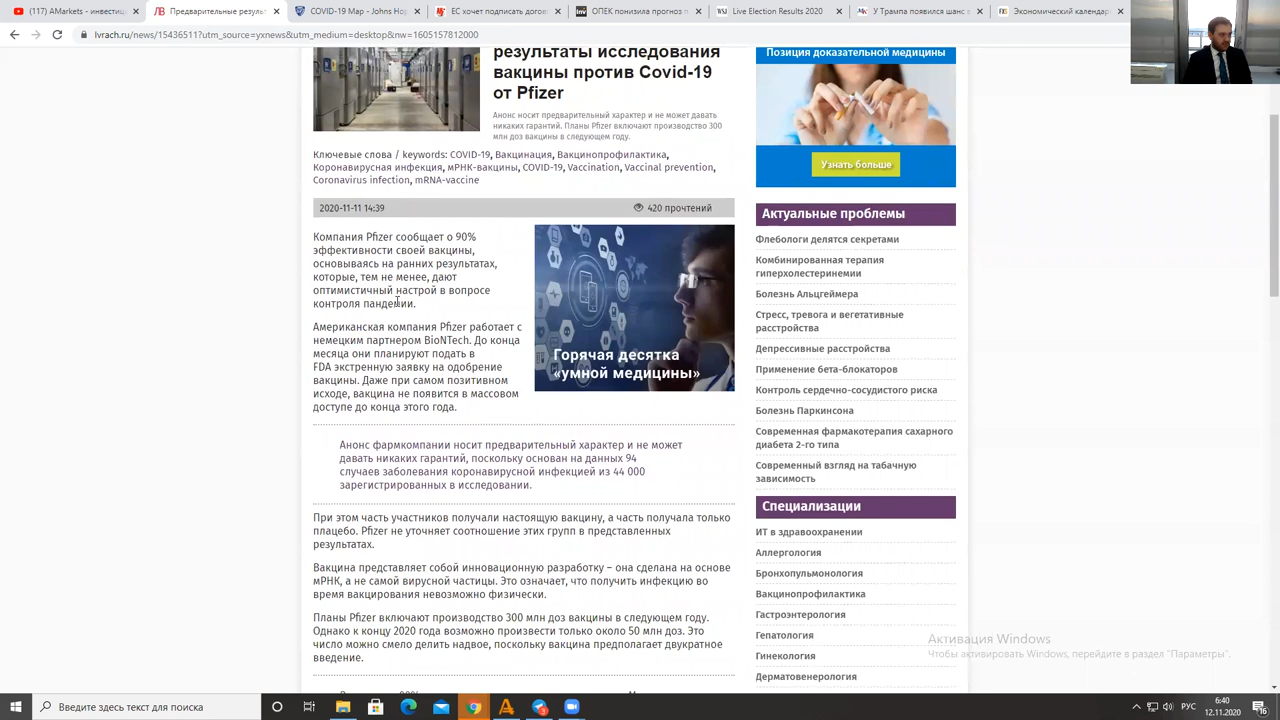 (117) AMarkets - инвестиц
Предварительные резуль
COVID-19 Map - Johns Hop
ЕС хочет подготовить дого
ОПЕК понизила прогноз п
Live Election Results 2020
У Трампа появился шанс в
Экономический календар
lvrach.ru/news/15436511?utm_source=yxnews&utm_medium=desktop&nw=1605157812000
результаты исследования
вакцины против Covid-19
от Pfizer
Анонс носит предварительный характер и не может давать
никаких гарантий. Планы Pfizer включают производство 300
млн доз вакцины в следующем году.
Ключевые слова / keywords: COVID-19, Вакцинация, Вакцинопрофилактика,
Коронавирусная инфекция, мРНК-вакцины, COVID-19, Vaccination, Vaccinal prevention,
Coronavirus infection, mRNA-vaccine
2020-11-11 14:39
420 прочтений
Компания Pfizer сообщает о 90%
эффективности своей вакцины,
основываясь на ранних результатах,
которые, тем не менее, дают
оптимистичный настрой в вопросе
контроля пандемии.
Американская компания Pfizer работает с
немецким партнером BioNTech. До конца
месяца они планируют подать в
FDA экстренную заявку на одобрение
вакцины. Даже при самом позитивном
исходе, вакцина не появится в массовом
доступе до конца этого года.
Горячая десятка
«умной медицины»
Анонс фармкомпании носит предварительный характер и не может
давать никаких гарантий, поскольку основан на данных 94
случаев заболевания коронавирусной инфекцией из 44 000
зарегистрированных в исследовании.
При этом часть участников получали настоящую вакцину, а часть получала только
плацебо. Pfizer не уточняет соотношение этих групп в представленных
результатах.
Вакцина представляет собой инновационную разработку – она сделана на основе
мРНК, а не самой вирусной частицы. Это означает, что получить инфекцию во
время вакцинирования невозможно физически.
Планы Pfizer включают производство 300 млн доз вакцины в следующем году.
Однако к концу 2020 года возможно произвести только около 50 млн доз. Это
число можно смело делить надвое, поскольку вакцина предполагает двукратное
введение.
Позиция доказательной медицины
Узнать больше
Актуальные проблемы
Флебологи делятся секретами
Комбинированная терапия
гиперхолестеринемии
Болезнь Альцгеймера
Стресс, тревога и вегетативные
расстройства
Депрессивные расстройства
Применение бета-блокаторов
Контроль сердечно-сосудистого риска
Болезнь Паркинсона
Современная фармакотерапия сахарного
диабета 2-го типа
Современный взгляд на табачную
зависимость
Специализации
ИТ в здравоохранении
Аллергология
Бронхопульмонология
Вакцинопрофилактика
Гастроэнтерология
Гепатология
Гинекология
Дерматовенерология
Активация Windows
Чтобы активировать Windows, перейдите в раздел "Параметры".
Введите здесь текст для поиска
РУС
6:40
12.11.2020